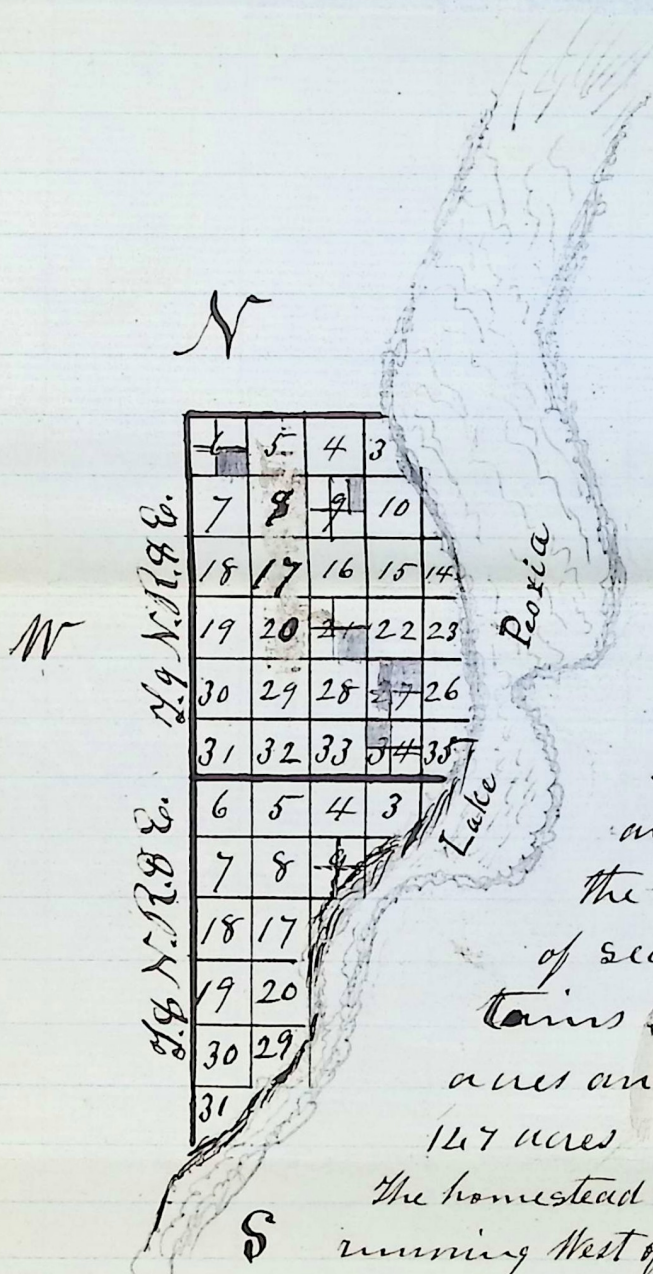 N
6 5 4 3
7 8 9 10
18 17 16 15 14
19 20 21 22 23
30 29 28 27 26
31 32 33 34 35
T. 9 N. R. 8 E.
W
Peoria
Lake
6 5 4 3
7 8 9
18 17
19 20
30 29
31
T. 8 N. R. 8 E.
the
of sec
tains
acres an
147 acres
The homestead
running West of
S